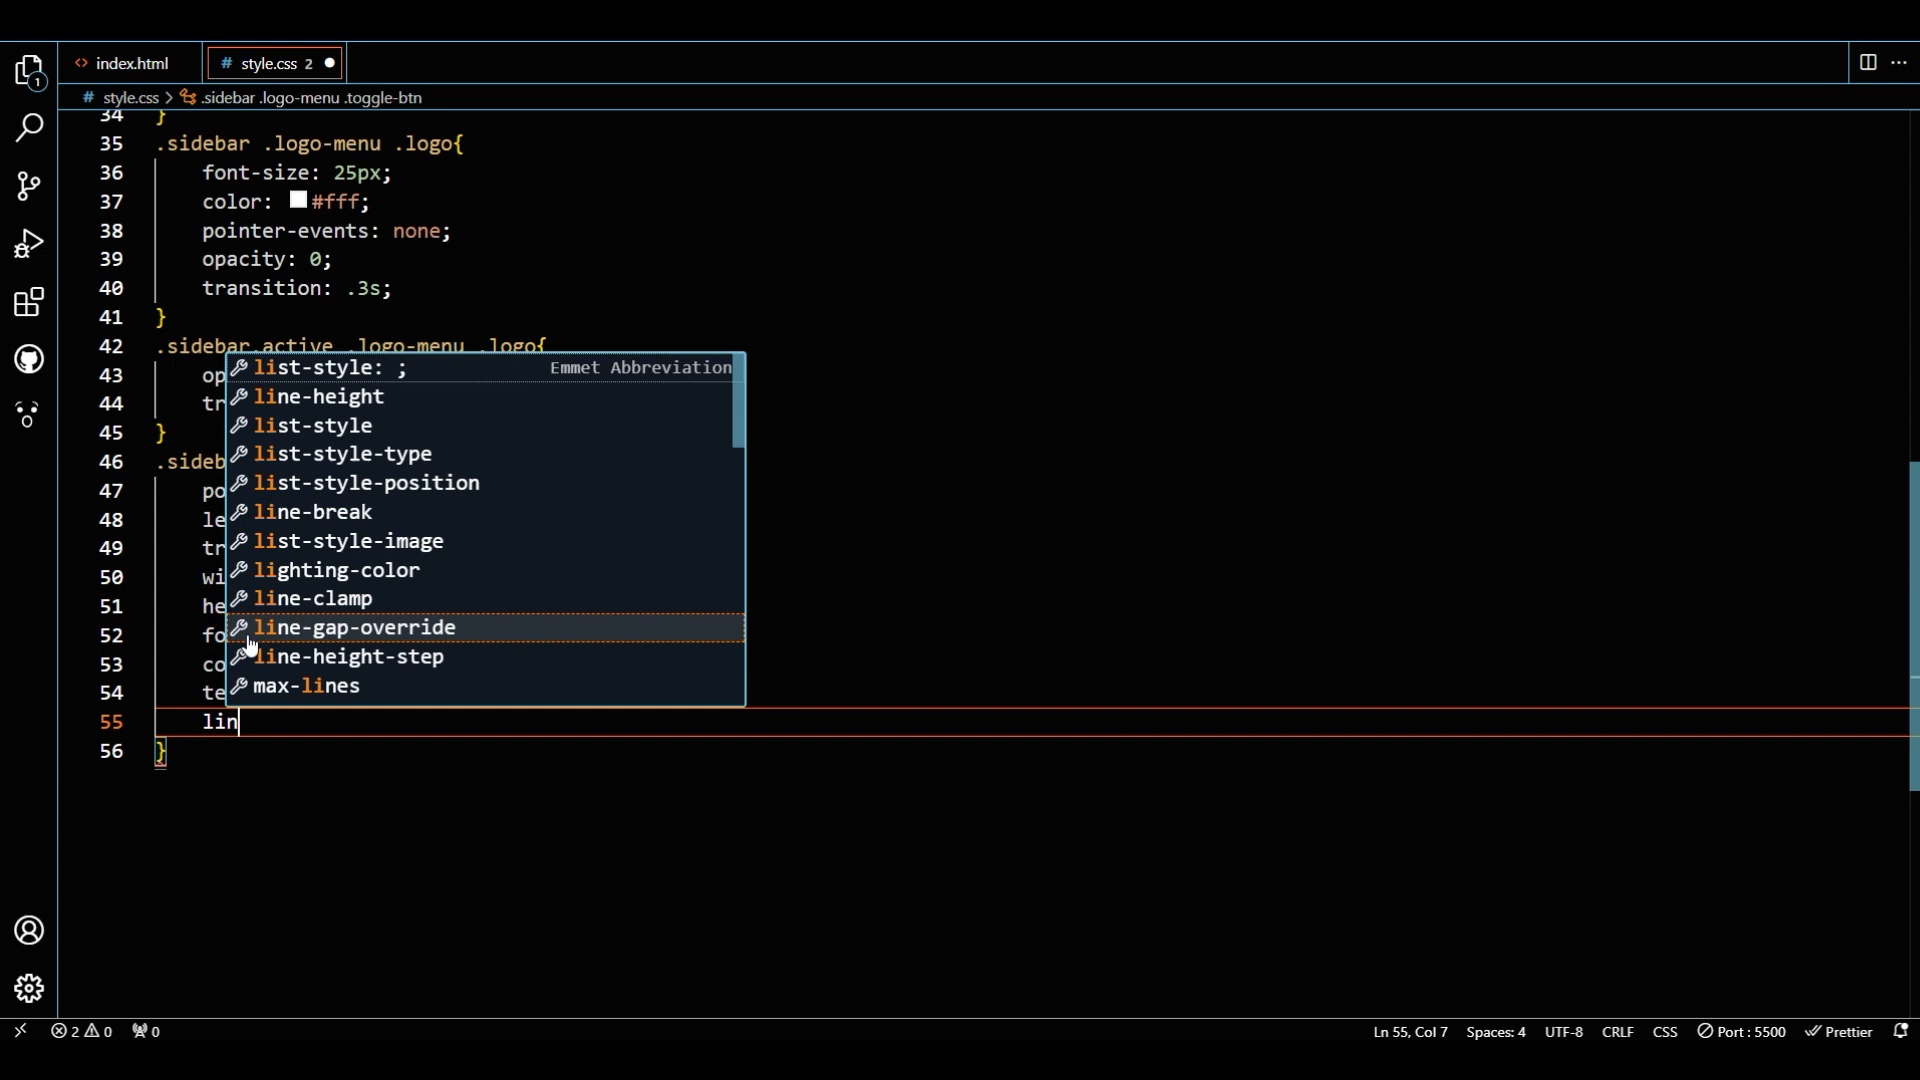 1
<> index.html
# style.css 2
# style.css > .sidebar .logo-menu .toggle-btn
34 }
35 .sidebar .logo-menu .logo{
36 font-size: 25px;
37 color: #fff;
38 pointer-events: none;
39 opacity: 0;
40 transition: .3s;
41 }
42 .sidebar.active .logo-menu .logo{
43 op
44 tr
45 }
46 .sideb
47 po
48 le
49 tr
50 wi
51 he
52 fo
53 co
54 te
list-style: ; Emmet Abbreviation
line-height
list-style
list-style-type
list-style-position
line-break
list-style-image
lighting-color
line-clamp
line-gap-override
line-height-step
max-lines
55 lin
56 }
2 0 0
Ln 55, Col 7 Spaces: 4 UTF-8 CRLF CSS Port : 5500 Prettier